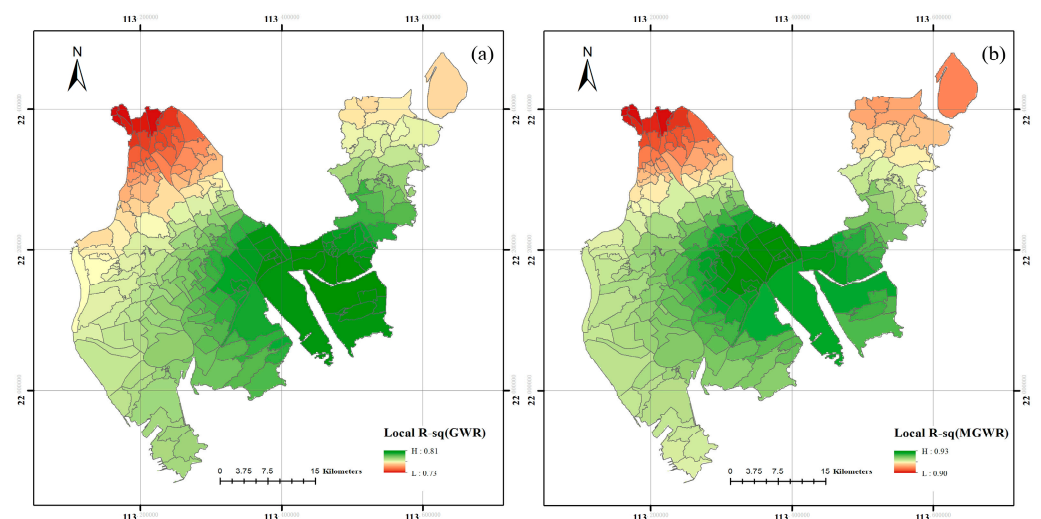 113 113 113
113 113 113
(a)
N
22
22
22
Local R-sq(GWR)
H : 0.81
L : 0.73
0 3.75 7.5 15 Kilometers
22
22
22
113 113 113
(b)
N
22
22
22
Local R-sq(MGWR)
H : 0.93
L : 0.90
0 3.75 7.5 15 Kilometers
22
22
22
113 113 113